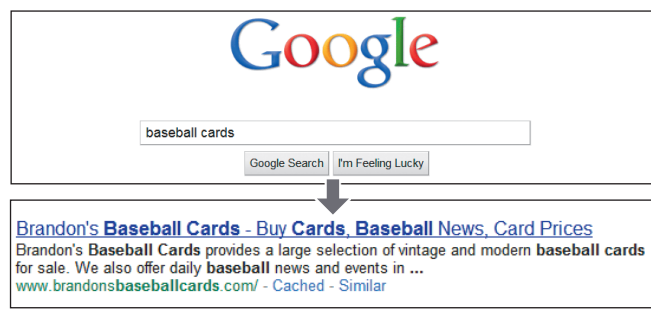 Google
baseball cards
Google Search I'm Feeling Lucky
Brandon's Baseball Cards - Buy Cards, Baseball News, Card Prices
Brandon's Baseball Cards provides a large selection of vintage and modern baseball cards
for sale. We also offer daily baseball news and events in ...
www.brandonsbaseballcards.com/ - Cached - Similar